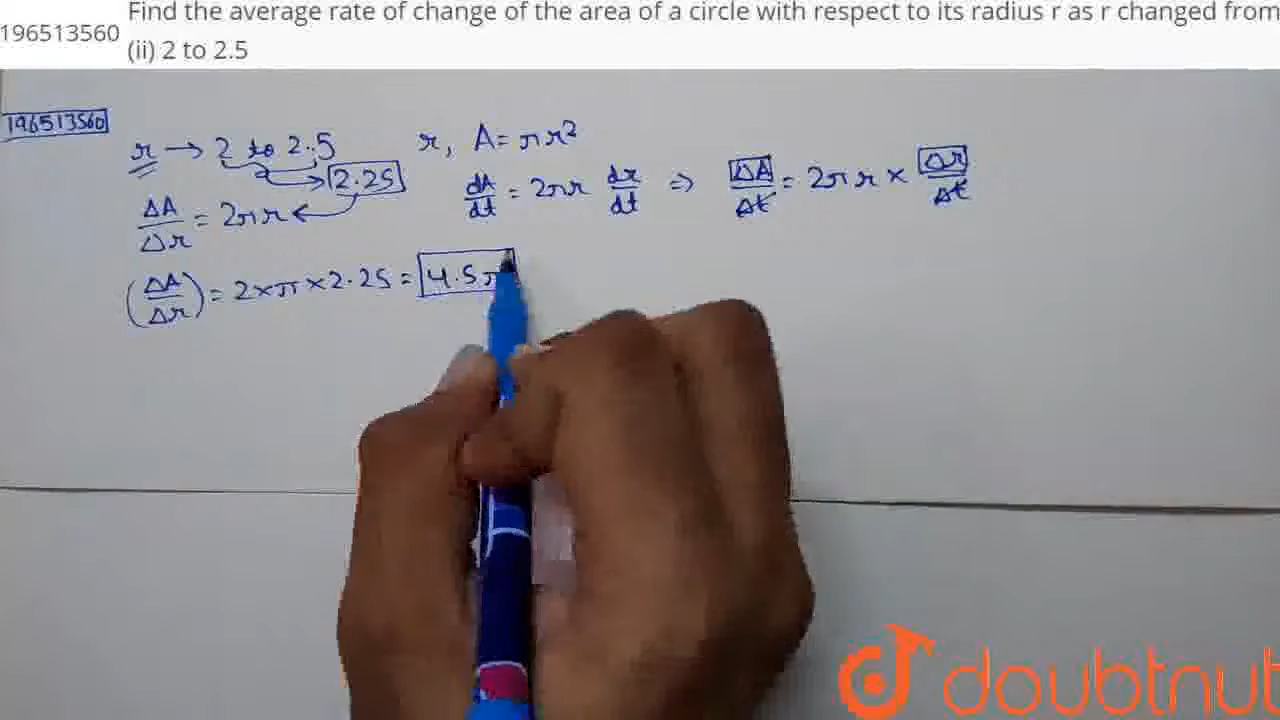 Find the average rate of change of the area of a circle with respect to its radius r as r changed from
196513560
(ii) 2 to 2.5
196513560
r → 2 to 2.5
2.25
r, A = πr²
dA/dt = 2πr dr/dt ⇒ ΔA/Δt = 2πr × Δr/Δt
ΔA/Δr = 2πr
(ΔA/Δr) = 2×π×2.25 = 4.5π
doubtnut